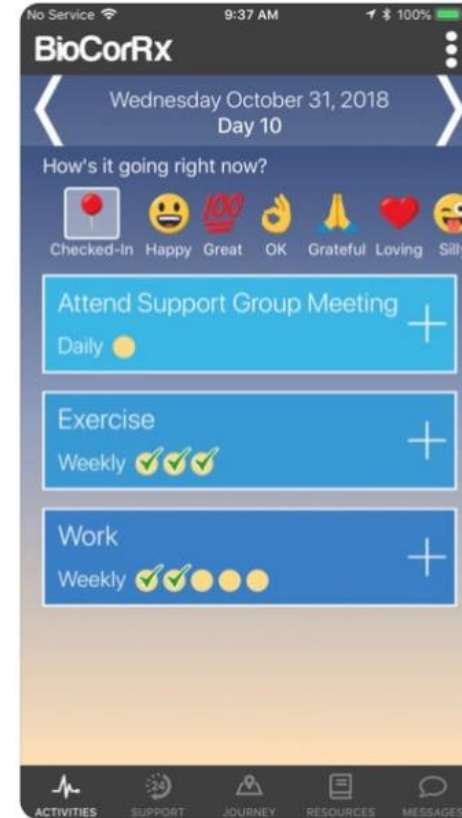 No Service 9:37 AM 100%
BioCorRx
Wednesday October 31, 2018
Day 10
How's it going right now?
100
Checked-In Happy Great OK Grateful Loving Silly
Attend Support Group Meeting
Daily
Exercise
Weekly
Work
Weekly
24
ACTIVITIES SUPPORT JOURNEY RESOURCES MESSAGES